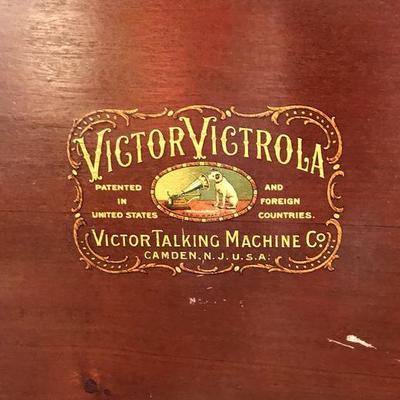 VICTOR VICTROLA
PATENTED
IN
UNITED STATES
AND
FOREIGN
COUNTRIES.
VICTOR TALKING MACHINE CO.
CAMDEN, N.J. U.S.A.